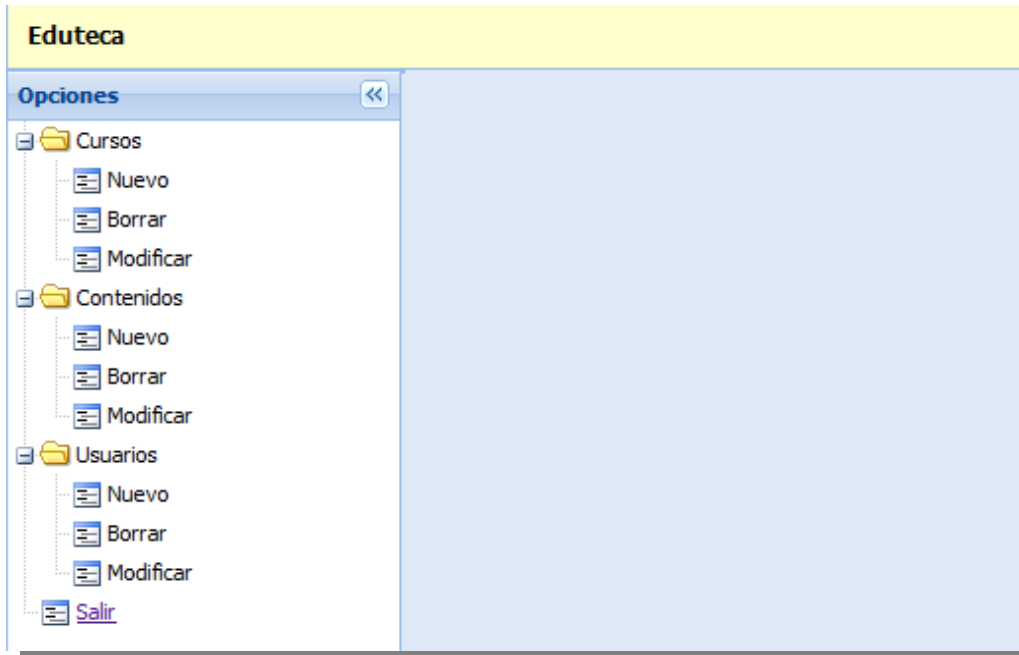 Eduteca
Opciones
Cursos
Nuevo
Borrar
Modificar
Contenidos
Nuevo
Borrar
Modificar
Usuarios
Nuevo
Borrar
Modificar
Salir